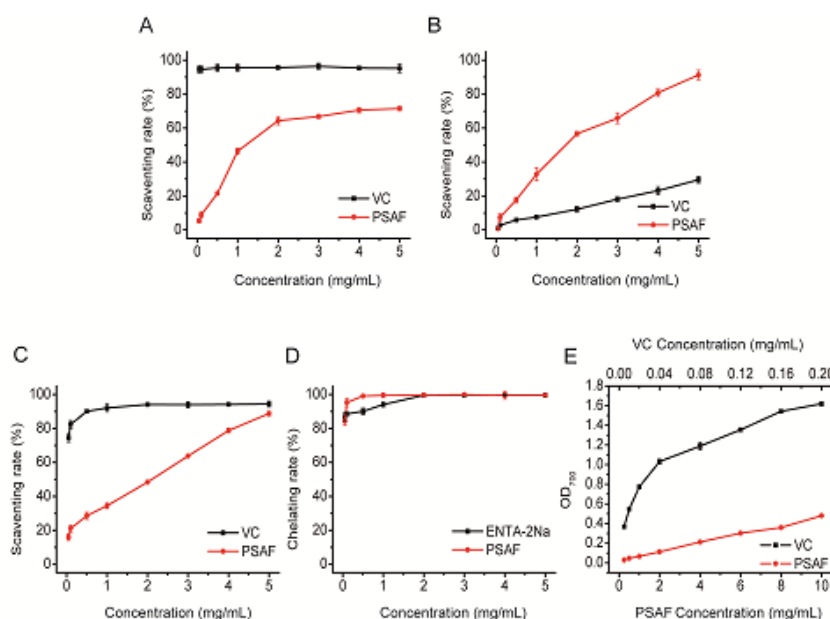 A
Scaventing rate (%)
100
80
60
40
20
0
VC
PSAF
0 1 2 3 4 5
Concentration (mg/mL)
B
Scavening rate (%)
100
80
60
40
20
0
VC
PSAF
0 1 2 3 4 5
Concentration (mg/mL)
C
Scaventing rate (%)
100
80
60
40
20
0
VC
PSAF
0 1 2 3 4 5
Concentration (mg/mL)
D
Chelating rate (%)
100
80
60
40
20
0
ENTA-2Na
PSAF
0 1 2 3 4 5
Concentration (mg/mL)
E
VC Concentration (mg/mL)
0.00 0.04 0.08 0.12 0.16 0.20
OD700
1.8
1.6
1.4
1.2
1.0
0.8
0.6
0.4
0.2
0.0
VC
PSAF
0 2 4 6 8 10
PSAF Concentration (mg/mL)